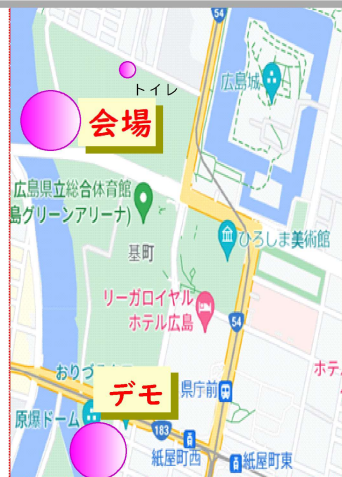 54
トイレ
広島城
会場
広島県立総合体育館
島グリーンアリーナ)
ひろしま美術館
基町
リーガロイヤル
ホテル広島
54
ホテ
おりづ
デモ
県庁前
原爆ドーム
183
紙屋町西
紙屋町東